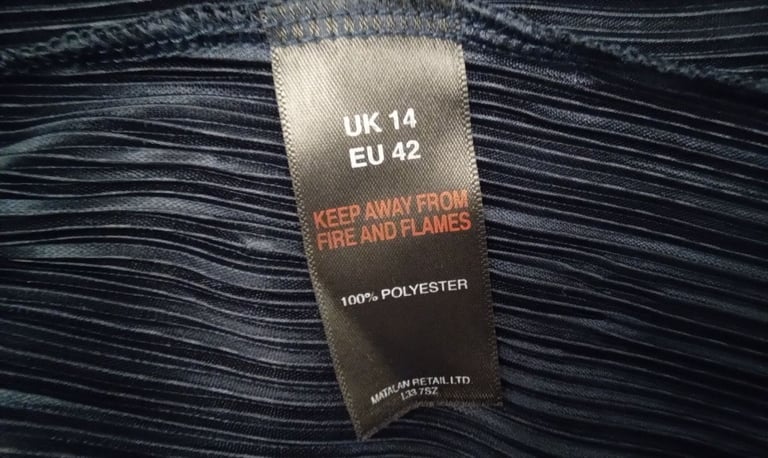 UK 14
EU 42
KEEP AWAY FROM
FIRE AND FLAMES
100% POLYESTER
MATALAN RETAIL LTD
L33 7SZ